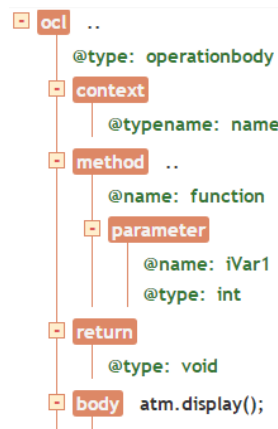 ocl ..
@type: operationbody
context
@typename: name
method ..
@name: function
parameter
@name: iVar1
@type: int
return
@type: void
body atm.display();